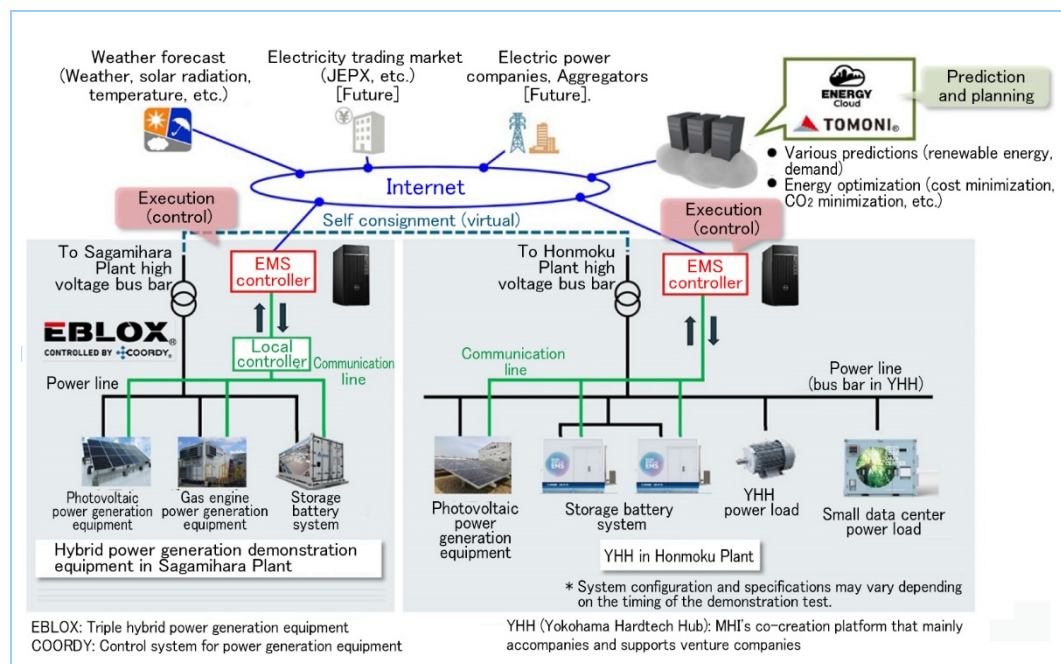 Weather forecast
(Weather, solar radiation,
temperature, etc.)
Electricity trading market
(JEPX, etc.)
[Future]
Electric power
companies, Aggregators
[Future].
ENERGY
Cloud
TOMONI®
Prediction
and planning
● Various predictions (renewable energy,
demand)
● Energy optimization (cost minimization,
CO2 minimization, etc.)
¥
Internet
Execution
(control)
Self consignment (virtual)
Execution
(control)
To Sagamihara
Plant high
voltage bus bar
EMS
controller
EBLOX®
CONTROLLED BY COORDY®
Local
controller
Communication
line
Power line
Photovoltaic
power generation
equipment
Gas engine
power generation
equipment
Storage
battery
system
Hybrid power generation demonstration
equipment in Sagamihara Plant
To Honmoku
Plant high
voltage bus bar
EMS
controller
Communication
line
Power line
(bus bar in YHH)
EMS
EMS
Photovoltaic
power
generation
equipment
Storage battery
system
YHH
power load
Small data center
power load
YHH in Honmoku Plant
* System configuration and specifications may vary depending
on the timing of the demonstration test.
EBLOX: Triple hybrid power generation equipment
COORDY: Control system for power generation equipment
YHH (Yokohama Hardtech Hub): MHI's co-creation platform that mainly
accompanies and supports venture companies